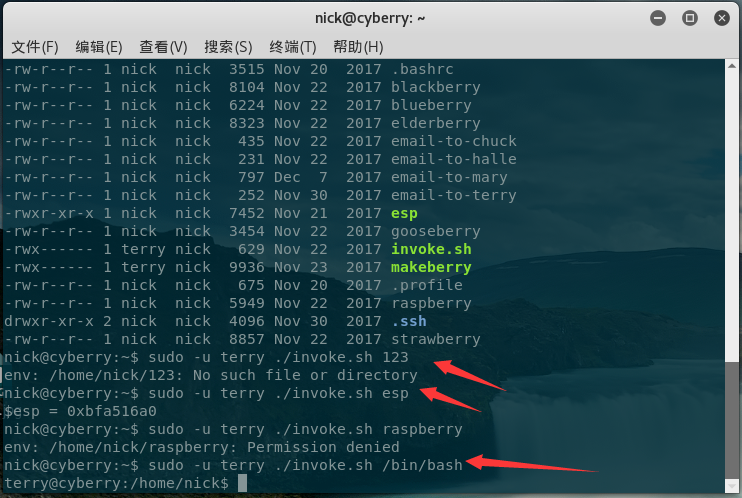 nick@cyberry: ~
文件(F) 编辑(E) 查看(V) 搜索(S) 终端(T) 帮助(H)
-rw-r--r-- 1 nick  nick  3515 Nov 20  2017 .bashrc
-rw-r--r-- 1 nick  nick  8104 Nov 22  2017 blackberry
-rw-r--r-- 1 nick  nick  6224 Nov 22  2017 blueberry
-rw-r--r-- 1 nick  nick  8323 Nov 22  2017 elderberry
-rw-r--r-- 1 nick  nick   435 Nov 22  2017 email-to-chuck
-rw-r--r-- 1 nick  nick   231 Nov 22  2017 email-to-halle
-rw-r--r-- 1 nick  nick   797 Dec  7  2017 email-to-mary
-rw-r--r-- 1 nick  nick   252 Nov 30  2017 email-to-terry
-rwxr-xr-x 1 nick  nick  7452 Nov 21  2017 esp
-rw-r--r-- 1 nick  nick  3454 Nov 22  2017 gooseberry
-rwx------ 1 terry nick   629 Nov 22  2017 invoke.sh
-rwx------ 1 terry nick  9936 Nov 23  2017 makeberry
-rw-r--r-- 1 nick  nick   675 Nov 20  2017 .profile
-rw-r--r-- 1 nick  nick  5949 Nov 22  2017 raspberry
drwxr-xr-x 2 nick  nick  4096 Nov 30  2017 .ssh
-rw-r--r-- 1 nick  nick  8857 Nov 22  2017 strawberry
nick@cyberry:~$ sudo -u terry ./invoke.sh 123
env: /home/nick/123: No such file or directory
nick@cyberry:~$ sudo -u terry ./invoke.sh esp
$esp = 0xbfa516a0
nick@cyberry:~$ sudo -u terry ./invoke.sh raspberry
env: /home/nick/raspberry: Permission denied
nick@cyberry:~$ sudo -u terry ./invoke.sh /bin/bash
terry@cyberry:/home/nick$